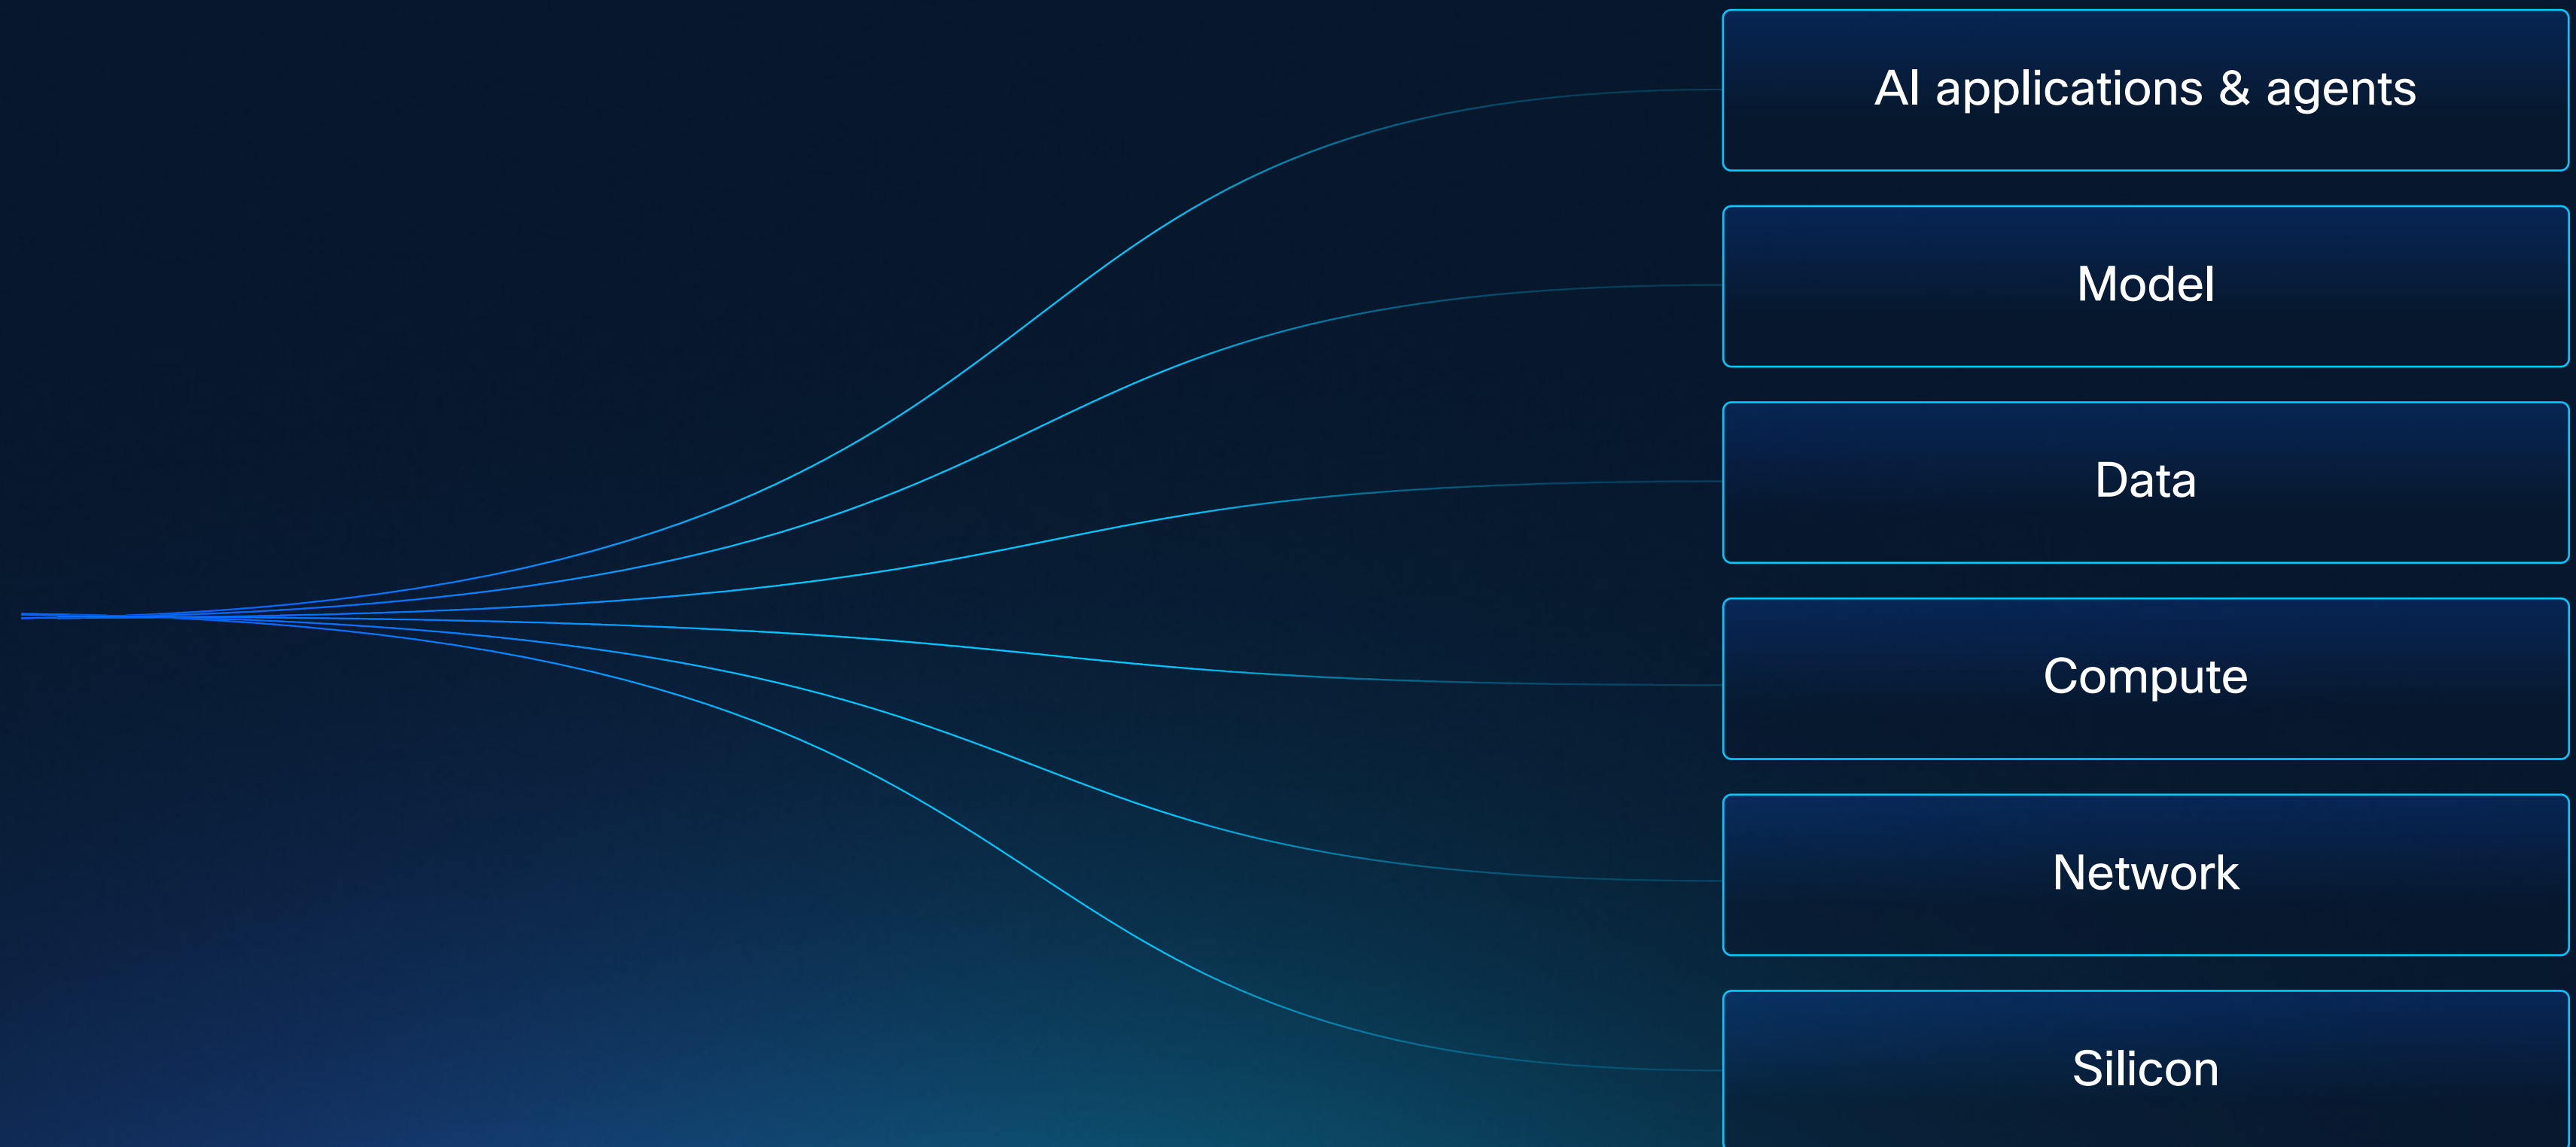 AI applications & agents
Model
Data
Compute
Network
Silicon